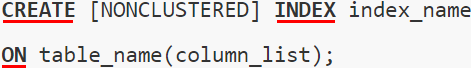 CREATE [NONCLUSTERED] INDEX index_name
ON table_name(column_list);